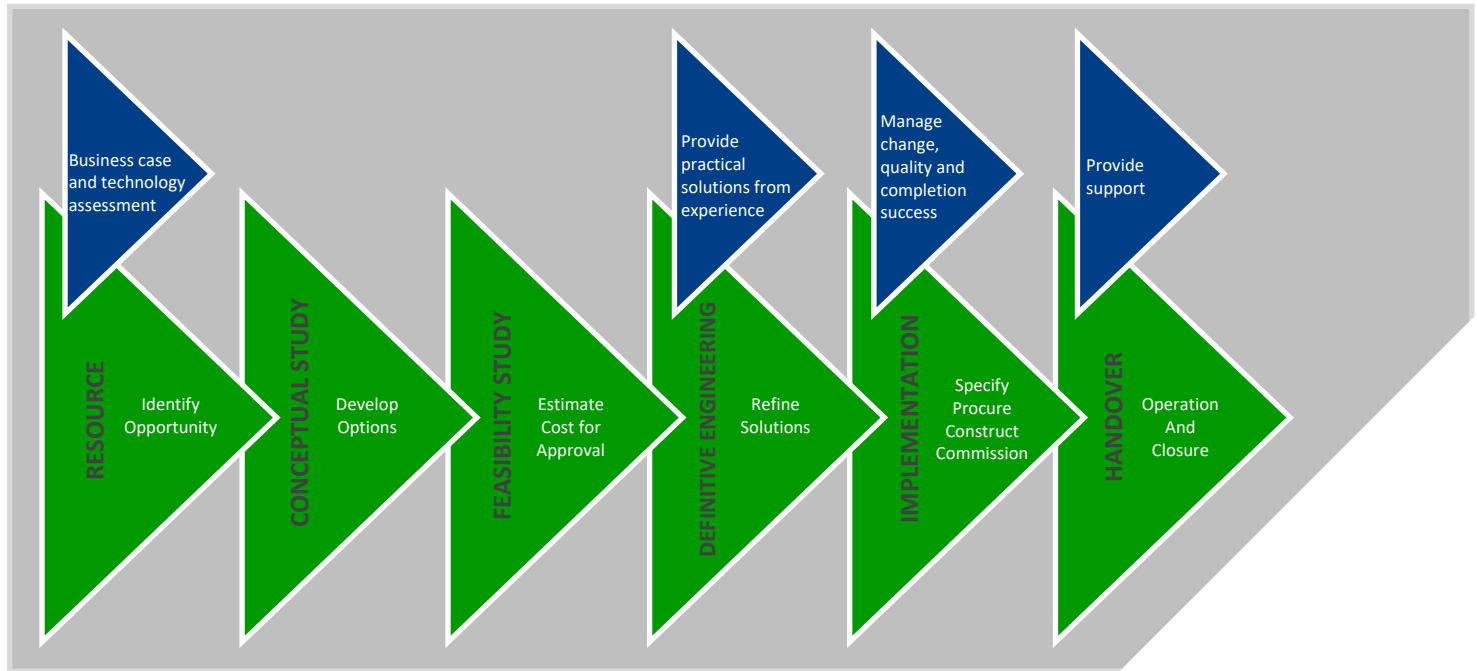 Business case
and technology
assessment
Provide
practical
solutions from
experience
Manage
change,
quality and
completion
success
Provide
support
RESOURCE
Identify
Opportunity
CONCEPTUAL STUDY
Develop
Options
FEASIBILITY STUDY
Estimate
Cost for
Approval
DEFINITIVE ENGINEERING
Refine
Solutions
IMPLEMENTATION
Specify
Procure
Construct
Commission
HANDOVER
Operation
And
Closure